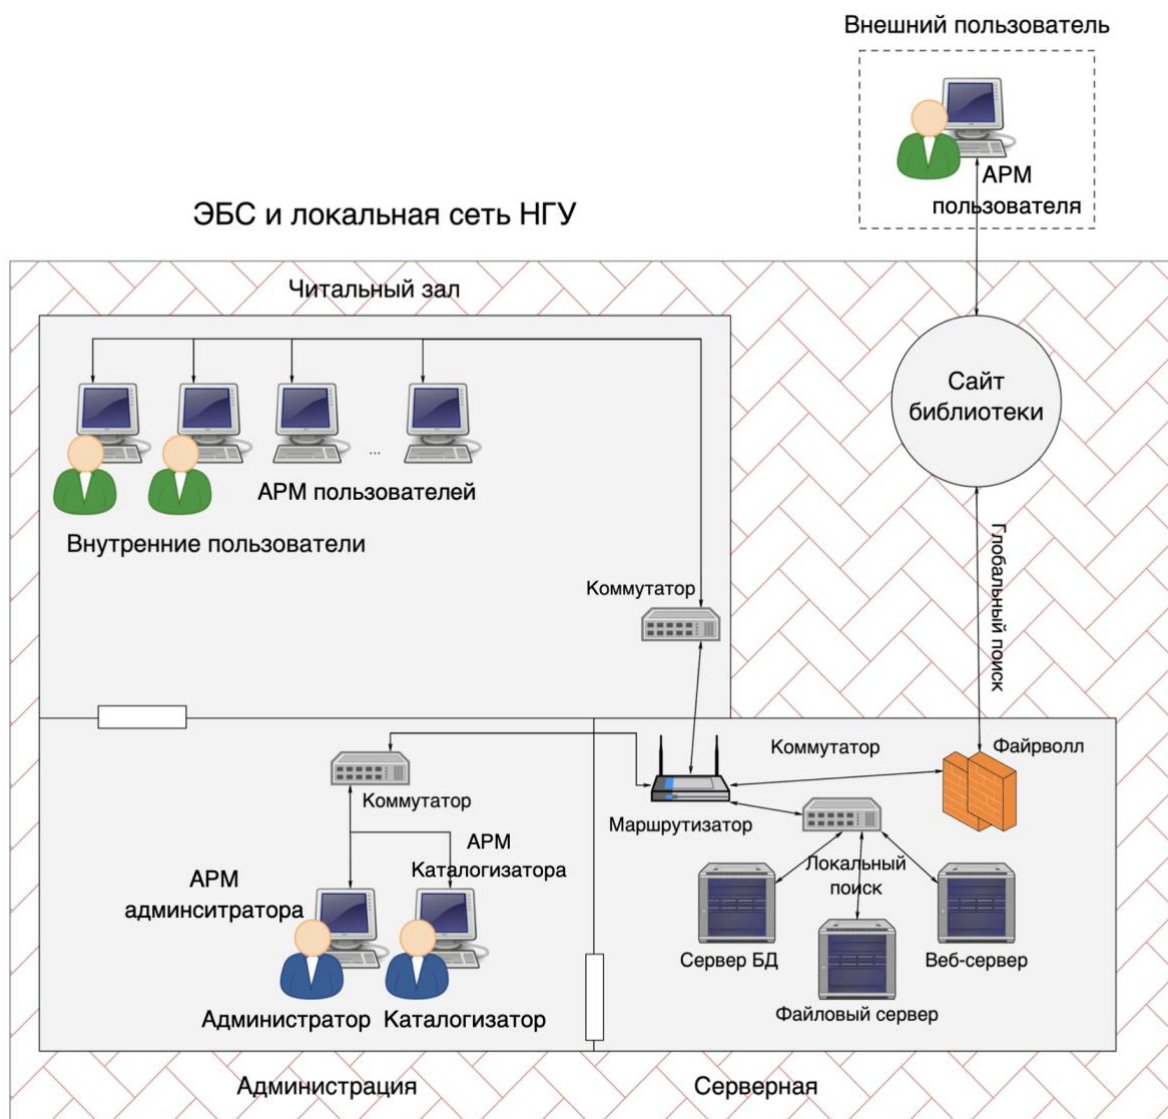 Внешний пользователь
АРМ
пользователя
ЭБС и локальная сеть НГУ
Читальный зал
Сайт
библиотеки
...
АРМ пользователей
Внутренние пользователи
Глобальный поиск
Коммутатор
Коммутатор
Файрволл
Коммутатор
Маршрутизатор
АРМ
Каталогизатора
Локальный
поиск
АРМ
админситратора
Сервер БД
Веб-сервер
Файловый сервер
Администратор
Каталогизатор
Администрация
Серверная